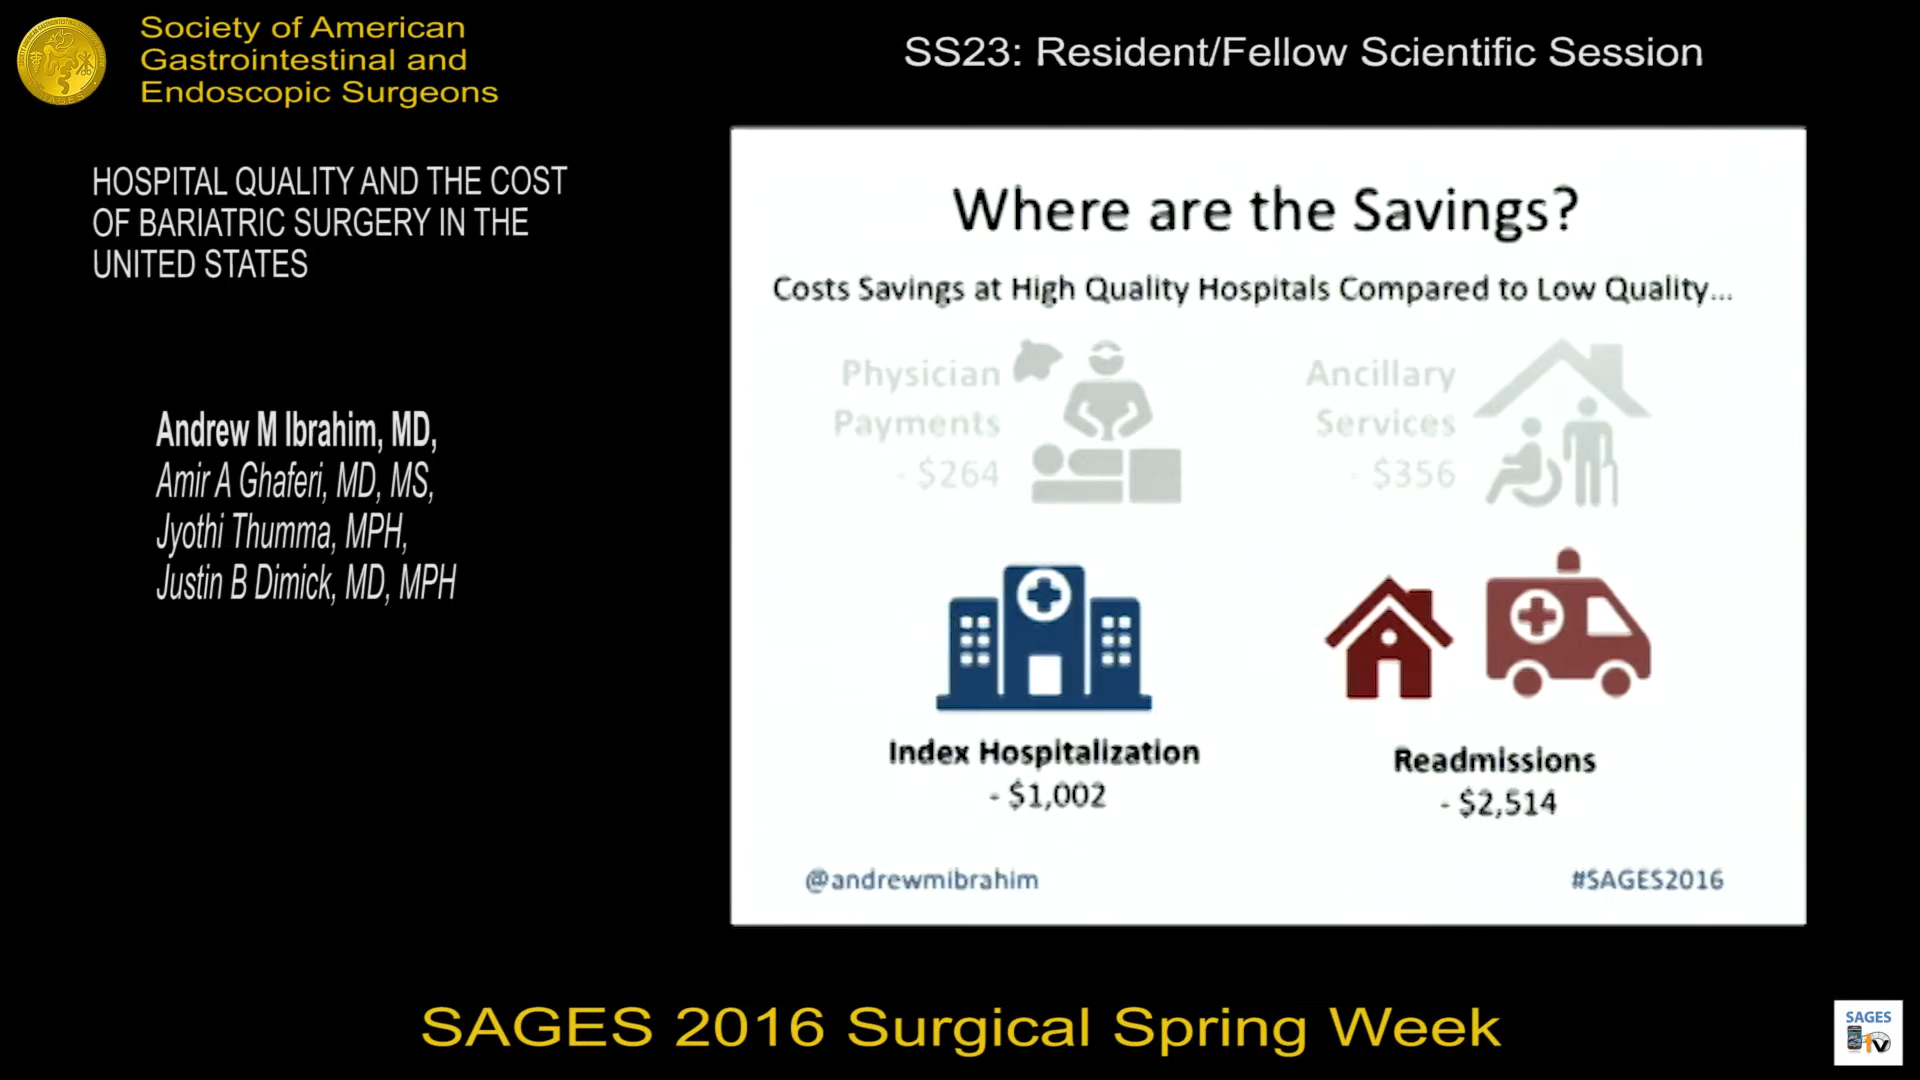 Society of American
Gastrointestinal and
Endoscopic Surgeons
SS23: Resident/Fellow Scientific Session
HOSPITAL QUALITY AND THE COST
OF BARIATRIC SURGERY IN THE
UNITED STATES
Andrew M Ibrahim, MD,
Amir A Ghaferi, MD, MS,
Jyothi Thumma, MPH,
Justin B Dimick, MD, MPH
Where are the Savings?
Costs Savings at High Quality Hospitals Compared to Low Quality...
Physician
Payments
- $264
Ancillary
Services
- $356
Index Hospitalization
- $1,002
Readmissions
- $2,514
@andrewmibrahim
#SAGES2016
SAGES 2016 Surgical Spring Week
SAGES
TV